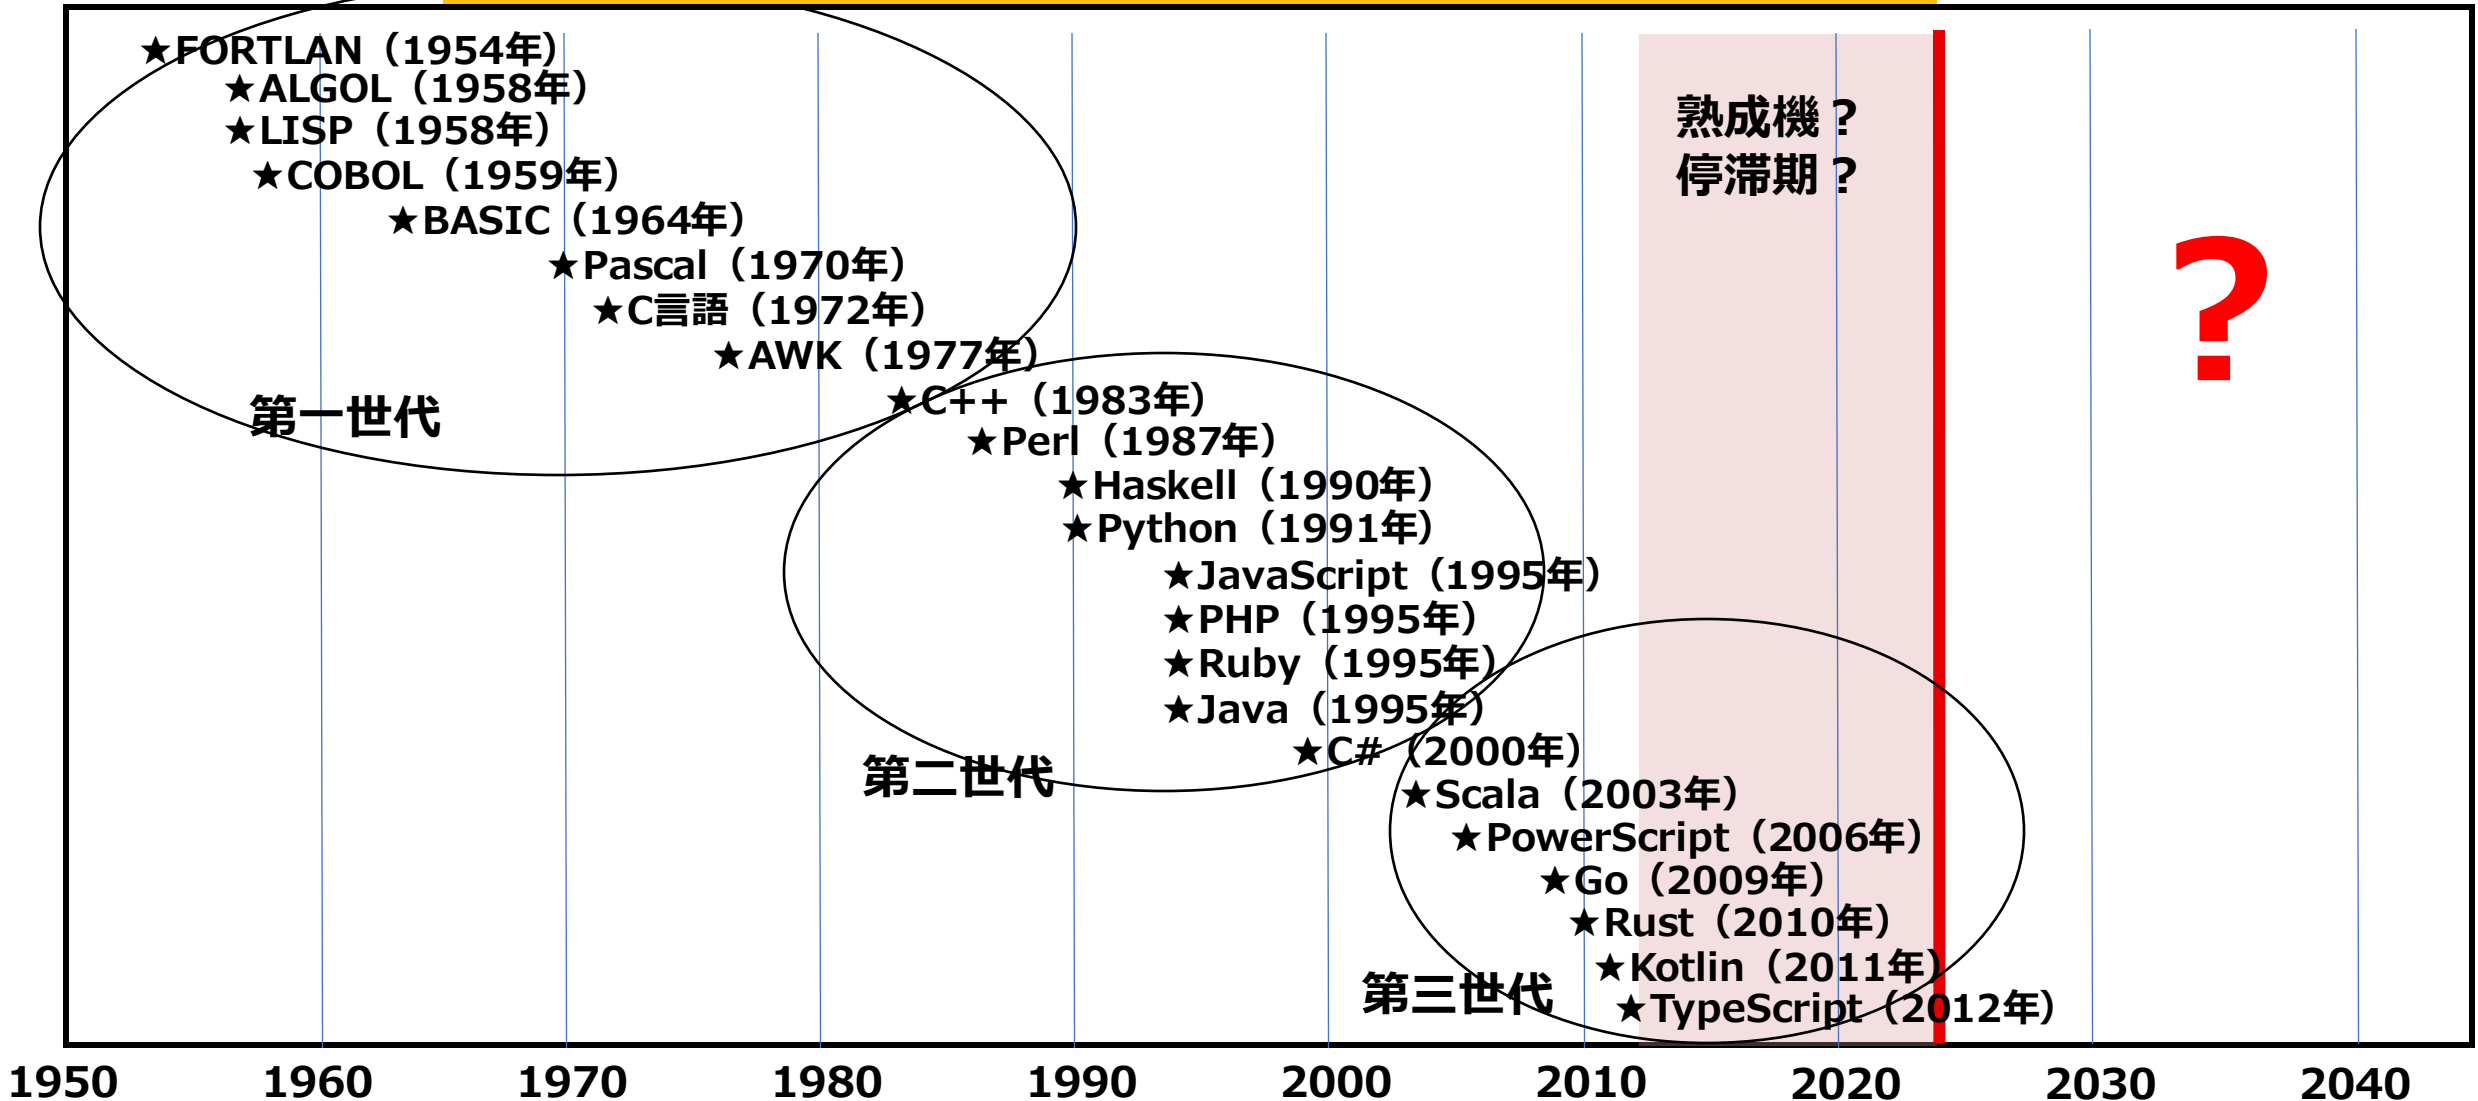 ★FORTLAN（1954年）
★ALGOL（1958年）
★LISP（1958年）
★COBOL（1959年）
★BASIC（1964年）
★Pascal（1970年）
★C言語（1972年）
★AWK（1977年）
第一世代
★C++（1983年）
★Perl（1987年）
★Haskell（1990年）
★Python（1991年）
★JavaScript（1995年）
★PHP（1995年）
★Ruby（1995年）
★Java（1995年）
★C#（2000年）
第二世代
★Scala（2003年）
★PowerScript（2006年）
★Go（2009年）
★Rust（2010年）
★Kotlin（2011年）
★TypeScript（2012年）
第三世代
熟成機？
停滞期？
?
1950 1960 1970 1980 1990 2000 2010 2020 2030 2040